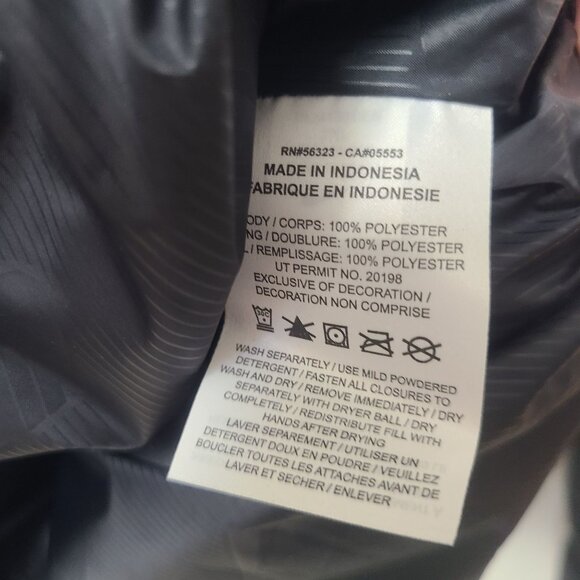 RN#56323 - CA#05553
MADE IN INDONESIA
FABRIQUE EN INDONESIE
ODY / CORPS: 100% POLYESTER
NG / DOUBLURE: 100% POLYESTER
/ REMPLISSAGE: 100% POLYESTER
UT PERMIT NO. 20198
EXCLUSIVE OF DECORATION /
DECORATION NON COMPRISE
WASH SEPARATELY / USE MILD POWDERED
DETERGENT / FASTEN ALL CLOSURES TO
WASH AND DRY / REMOVE IMMEDIATELY / DRY
SEPARATELY WITH DRYER BALL / DRY
COMPLETELY / REDISTRIBUTE FILL WITH
HANDS AFTER DRYING
LAVER SEPAREMENT / UTILISER UN
DETERGENT DOUX EN POUDRE / VEUILLEZ
BOUCLER TOUTES LES ATTACHES AVANT DE
LAVER ET SECHER / ENLEVER